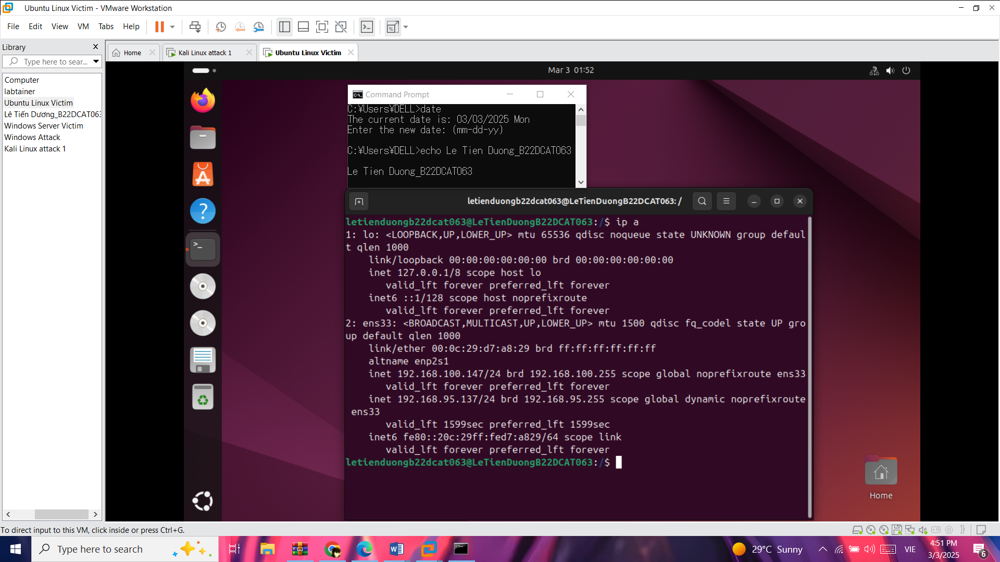 Ubuntu Linux Victim - VMware Workstation
File Edit View VM Tabs Help
Library
Type here to sear...
Computer
labtainer
Ubuntu Linux Victim
Lê Tiến Dương_B22DCAT063
Windows Server Victim
Windows Attack
Kali Linux attack 1
Home
Kali Linux attack 1
Ubuntu Linux Victim
Mar 3 01:52
Command Prompt
C:¥Users¥DELL>date
The current date is: 03/03/2025 Mon
Enter the new date: (mm-dd-yy)
C:¥Users¥DELL>echo Le Tien Duong_B22DCAT063
Le Tien Duong_B22DCAT063
letienduongb22dcat063@LeTienDuongB22DCAT063: /
letienduongb22dcat063@LeTienDuongB22DCAT063:/$ ip a
1: lo: <LOOPBACK,UP,LOWER_UP> mtu 65536 qdisc noqueue state UNKNOWN group defaul
t qlen 1000
link/loopback 00:00:00:00:00:00 brd 00:00:00:00:00:00
inet 127.0.0.1/8 scope host lo
valid_lft forever preferred_lft forever
inet6 ::1/128 scope host noprefixroute
valid_lft forever preferred_lft forever
2: ens33: <BROADCAST,MULTICAST,UP,LOWER_UP> mtu 1500 qdisc fq_codel state UP gro
up default qlen 1000
link/ether 00:0c:29:d7:a8:29 brd ff:ff:ff:ff:ff:ff
altname enp2s1
inet 192.168.100.147/24 brd 192.168.100.255 scope global noprefixroute ens33
valid_lft forever preferred_lft forever
inet 192.168.95.137/24 brd 192.168.95.255 scope global dynamic noprefixroute
ens33
valid_lft 1599sec preferred_lft 1599sec
inet6 fe80::20c:29ff:fed7:a829/64 scope link
valid_lft forever preferred_lft forever
letienduongb22dcat063@LeTienDuongB22DCAT063:/$
Home
To direct input to this VM, click inside or press Ctrl+G.
Type here to search
29°C Sunny
VIE
4:51 PM
3/3/2025
6